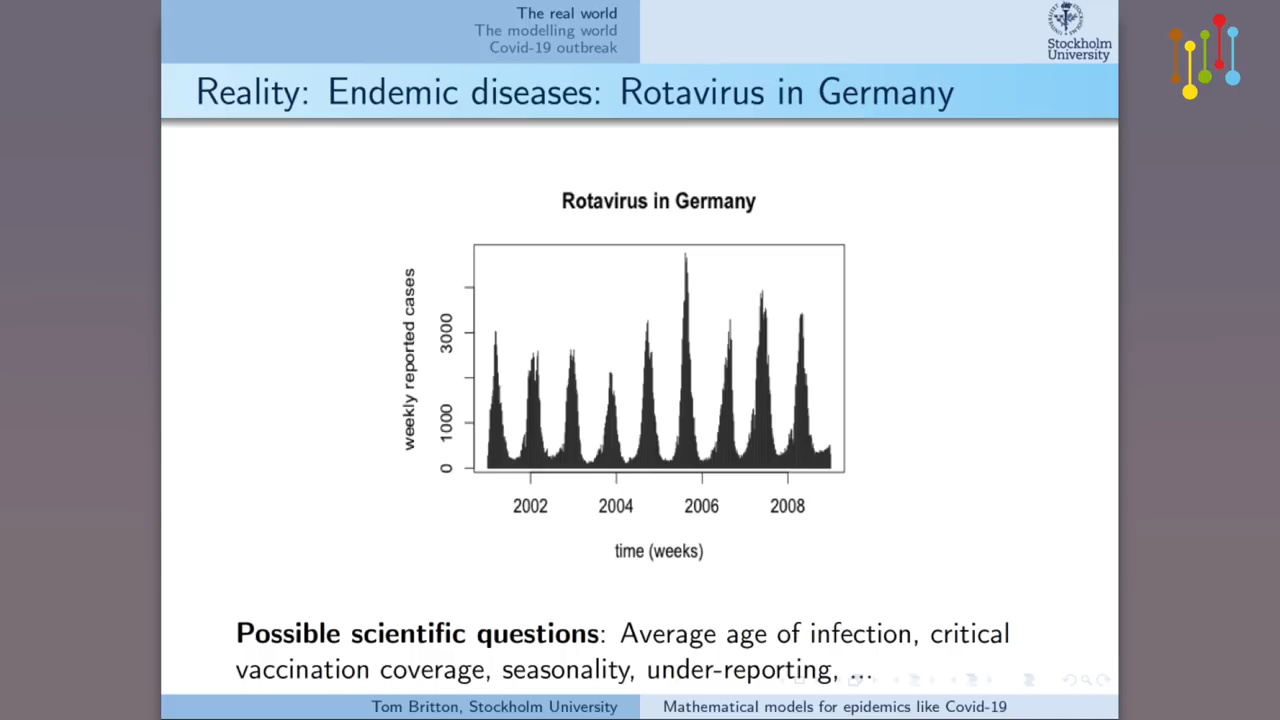 The real world
The modelling world
Covid-19 outbreak
Stockholm
University
Reality: Endemic diseases: Rotavirus in Germany
Rotavirus in Germany
weekly reported cases
3000
1000
0
2002 2004 2006 2008
time (weeks)
Possible scientific questions: Average age of infection, critical
vaccination coverage, seasonality, under-reporting, ...
Tom Britton, Stockholm University Mathematical models for epidemics like Covid-19